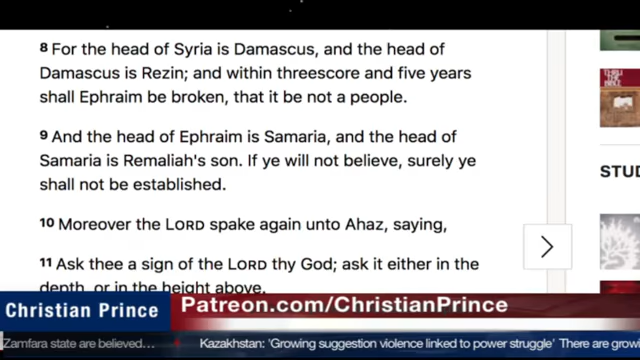 8 For the head of Syria is Damascus, and the head of
Damascus is Rezin; and within threescore and five years
shall Ephraim be broken, that it be not a people.
9 And the head of Ephraim is Samaria, and the head of
Samaria is Remaliah's son. If ye will not believe, surely ye
shall not be established.
10 Moreover the LORD spake again unto Ahaz, saying,
11 Ask thee a sign of the LORD thy God; ask it either in the
depth, or in the height above.
THRU THE BIBLE
STUD
Christian Prince
Patreon.com/ChristianPrince
Zamfara state are believed... Kazakhstan: 'Growing suggestion violence linked to power struggle' There are grow